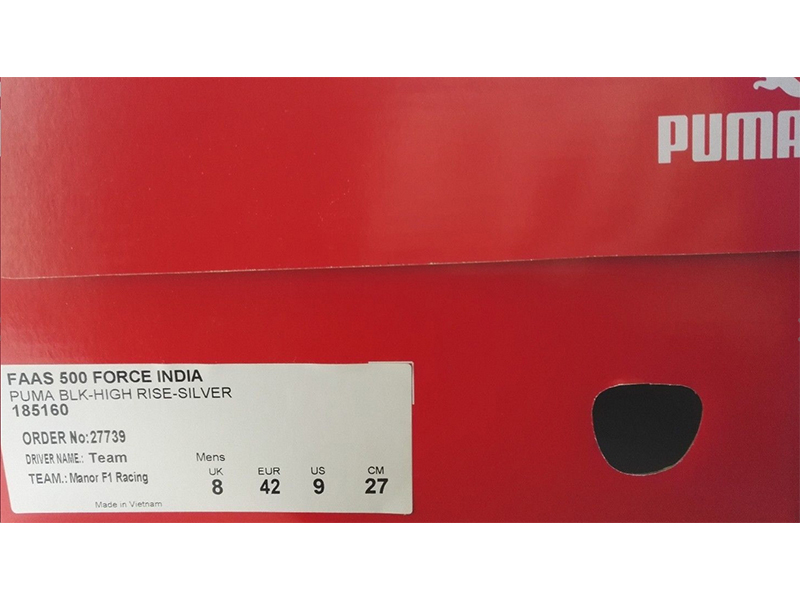 PUMA
FAAS 500 FORCE INDIA
PUMA BLK-HIGH RISE-SILVER
185160
ORDER No:27739
DRIVER NAME.: Team
TEAM.: Manor F1 Racing
Mens
UK EUR US CM
8 42 9 27
Made in Vietnam